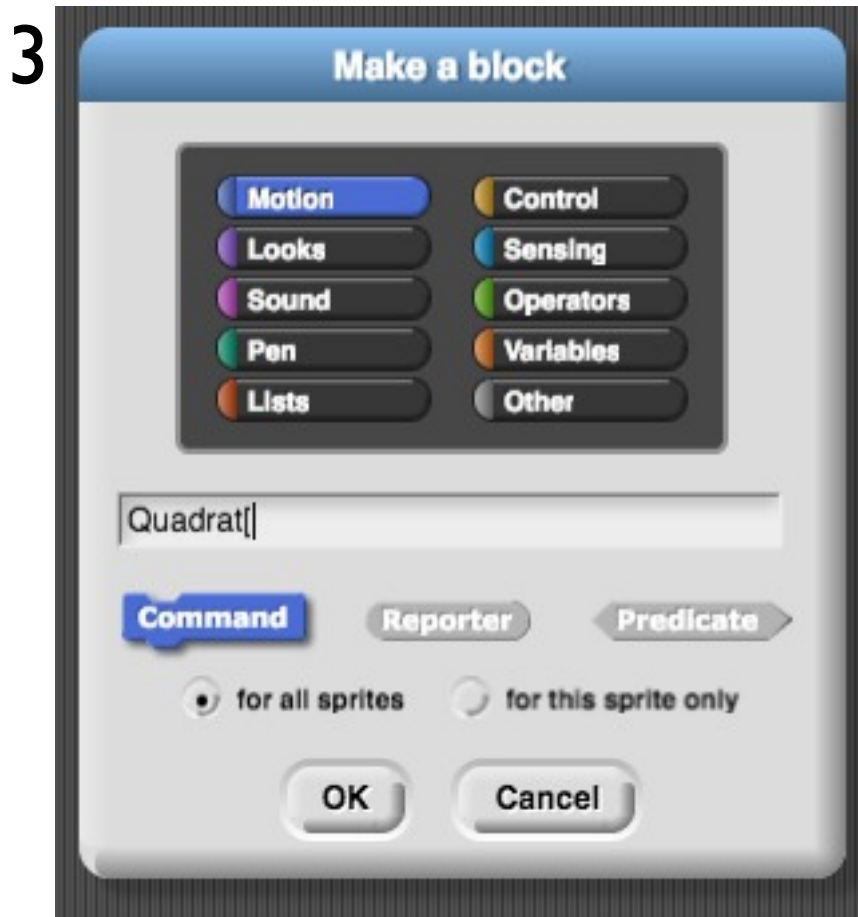 3
Make a block
Motion Control
Looks Sensing
Sound Operators
Pen Variables
Lists Other
Quadrat[
Command Reporter Predicate
for all sprites for this sprite only
OK Cancel